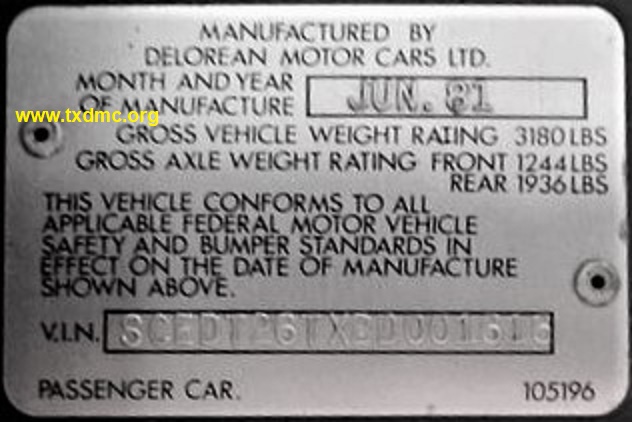 MANUFACTURED BY
DELOREAN MOTOR CARS LTD.
MONTH AND YEAR
OF MANUFACTURE JUN. 81
www.txdmc.org
GROSS VEHICLE WEIGHT RATING 3180 LBS
GROSS AXLE WEIGHT RATING FRONT 1244 LBS
REAR 1936 LBS
THIS VEHICLE CONFORMS TO ALL
APPLICABLE FEDERAL MOTOR VEHICLE
SAFETY AND BUMPER STANDARDS IN
EFFECT ON THE DATE OF MANUFACTURE
SHOWN ABOVE.
V.I.N. SCEDT26TXBD001616
PASSENGER CAR. 105196